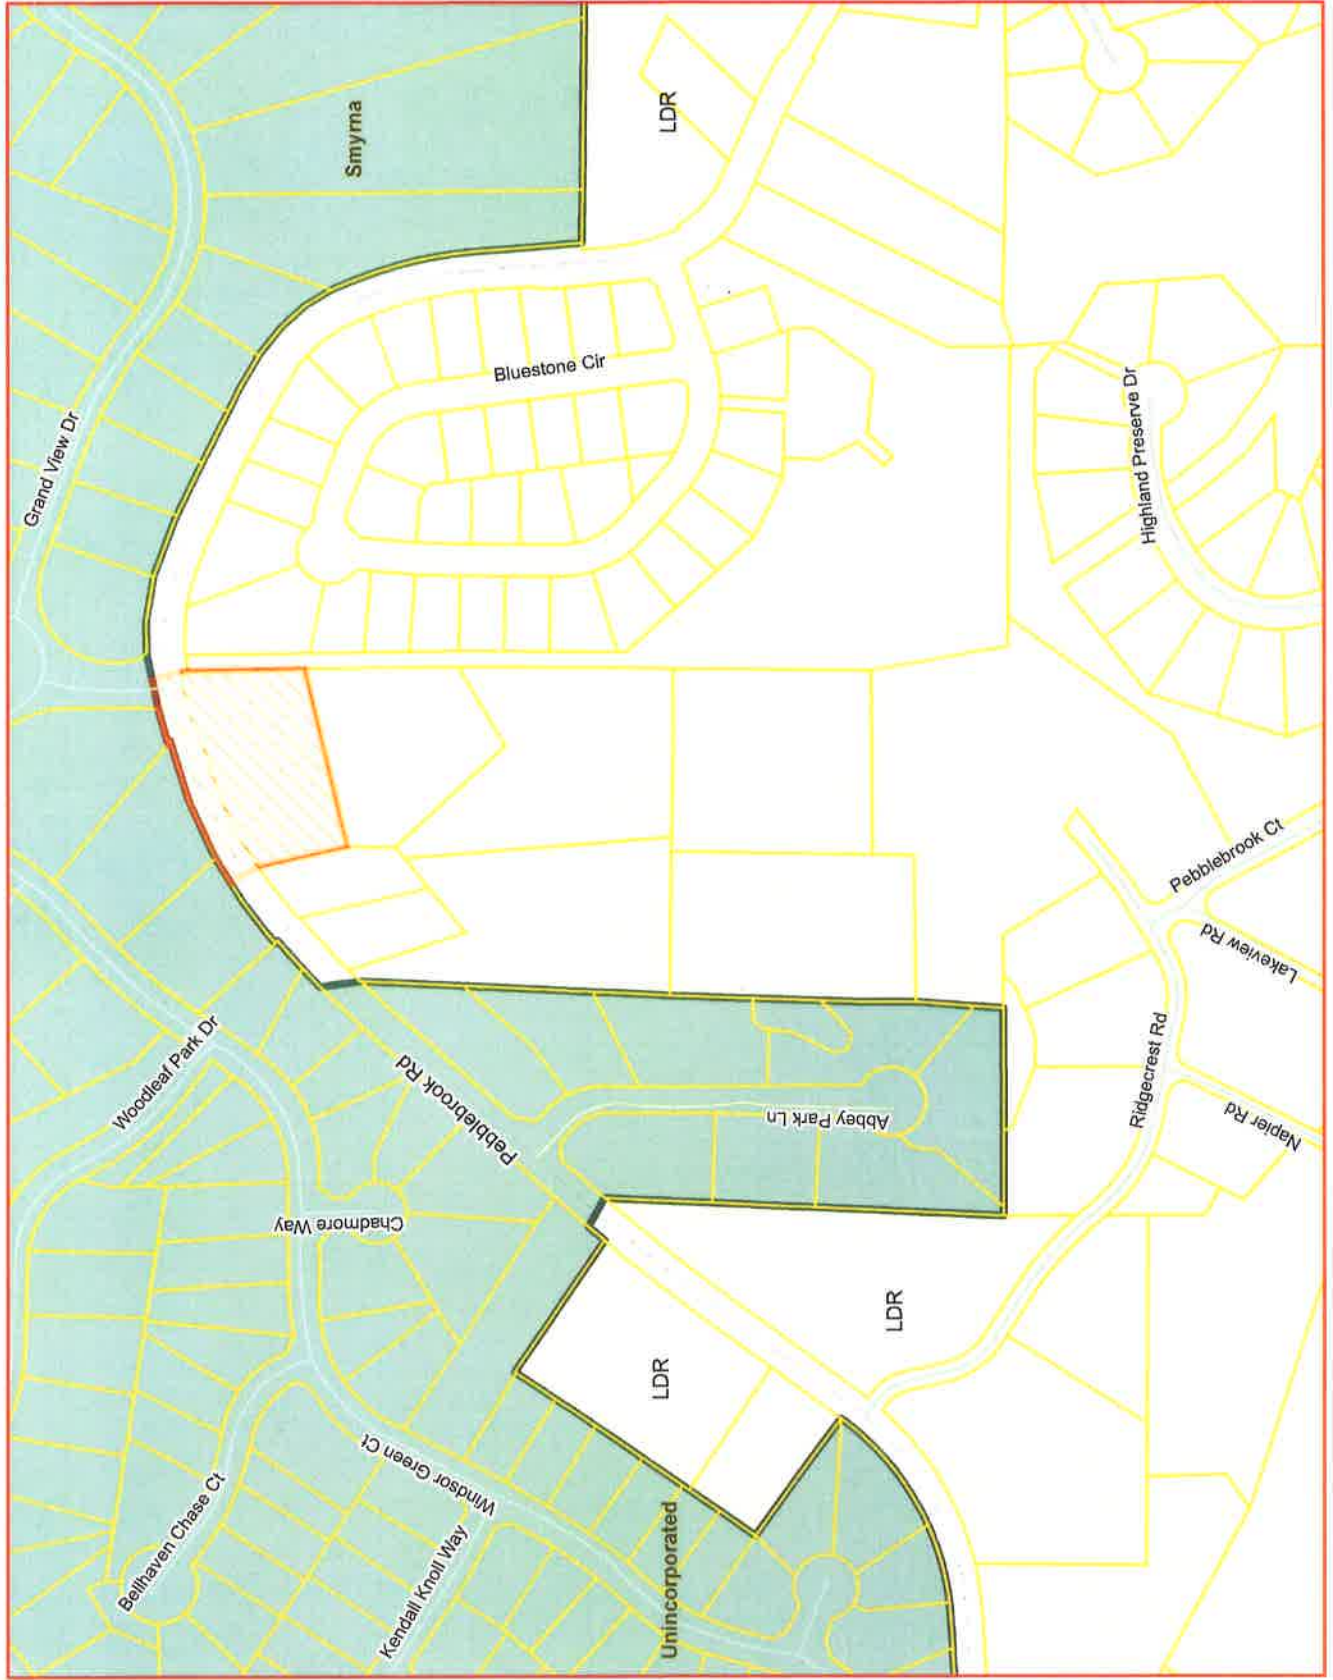 Smyrna
LDR
Grand View Dr
Bluestone Cir
Highland Preserve Dr
Pebblebrook Ct
Lakeview Rd
Woodleaf Park Dr
Pebblebrook Rd
Abbey Park Ln
Ridgecrest Rd
Napier Rd
Chadmore Way
LDR
LDR
Windsor Green Ct
Bellhaven Chase Ct
Kendall Knoll Way
Unincorporated